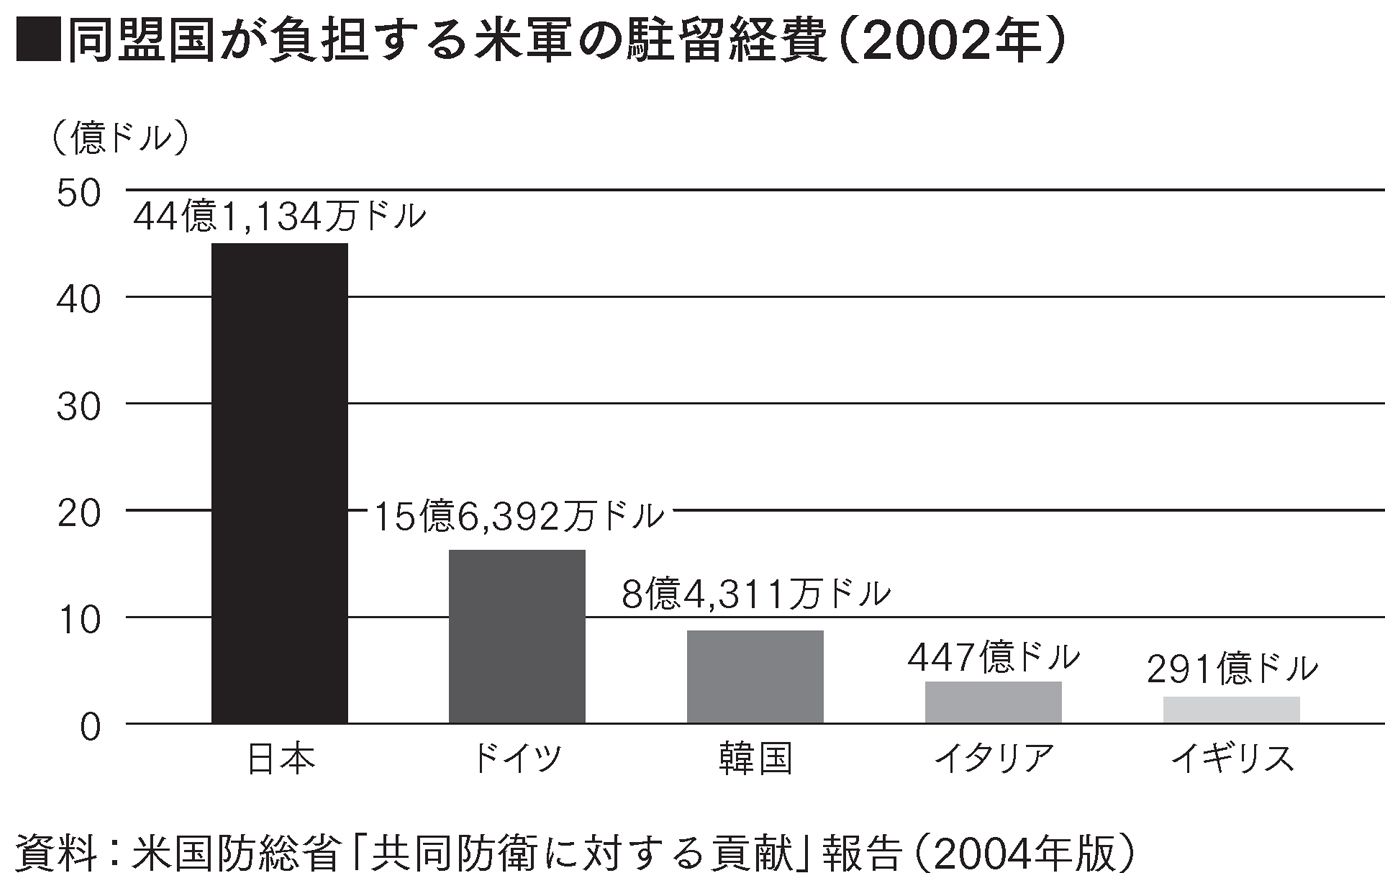 ■同盟国が負担する米軍の駐留経費（2002年）
（億ドル）
50
44億1,134万ドル
40
30
20
15億6,392万ドル
8億4,311万ドル
10
447億ドル
291億ドル
0
日本
ドイツ
韓国
イタリア
イギリス
資料：米国防総省「共同防衛に対する貢献」報告（2004年版）